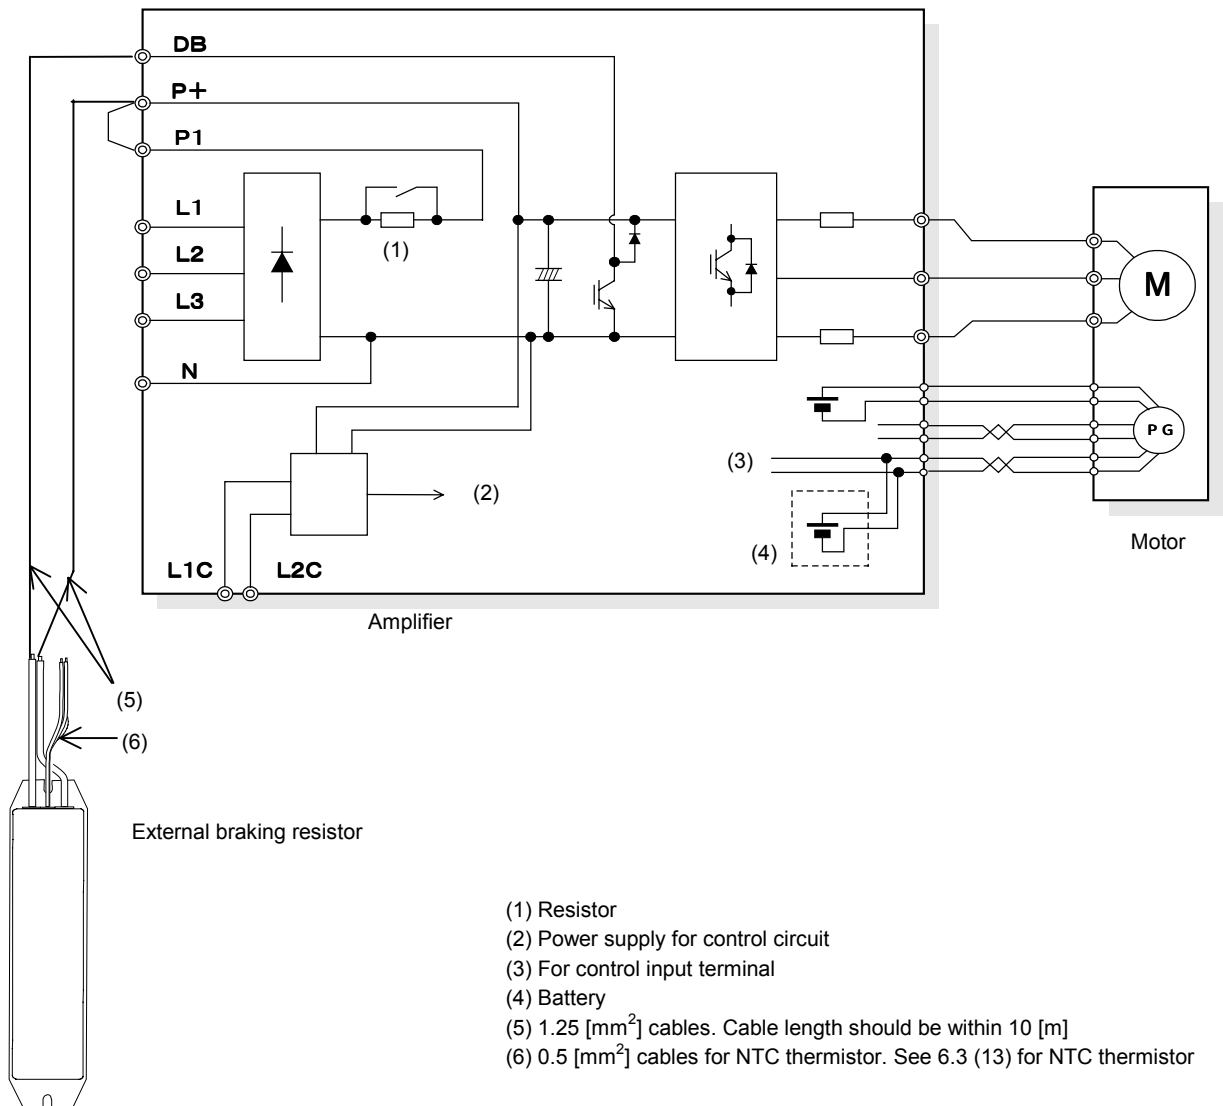 DB
P+
P1
L1
(1)
L2
M
L3
N
PG
(3)
(2)
(4)
Motor
L1C
L2C
Amplifier
(5)
(6)
External braking resistor
(1) Resistor
(2) Power supply for control circuit
(3) For control input terminal
(4) Battery
(5) 1.25 [mm²] cables. Cable length should be within 10 [m]
(6) 0.5 [mm²] cables for NTC thermistor. See 6.3 (13) for NTC thermistor